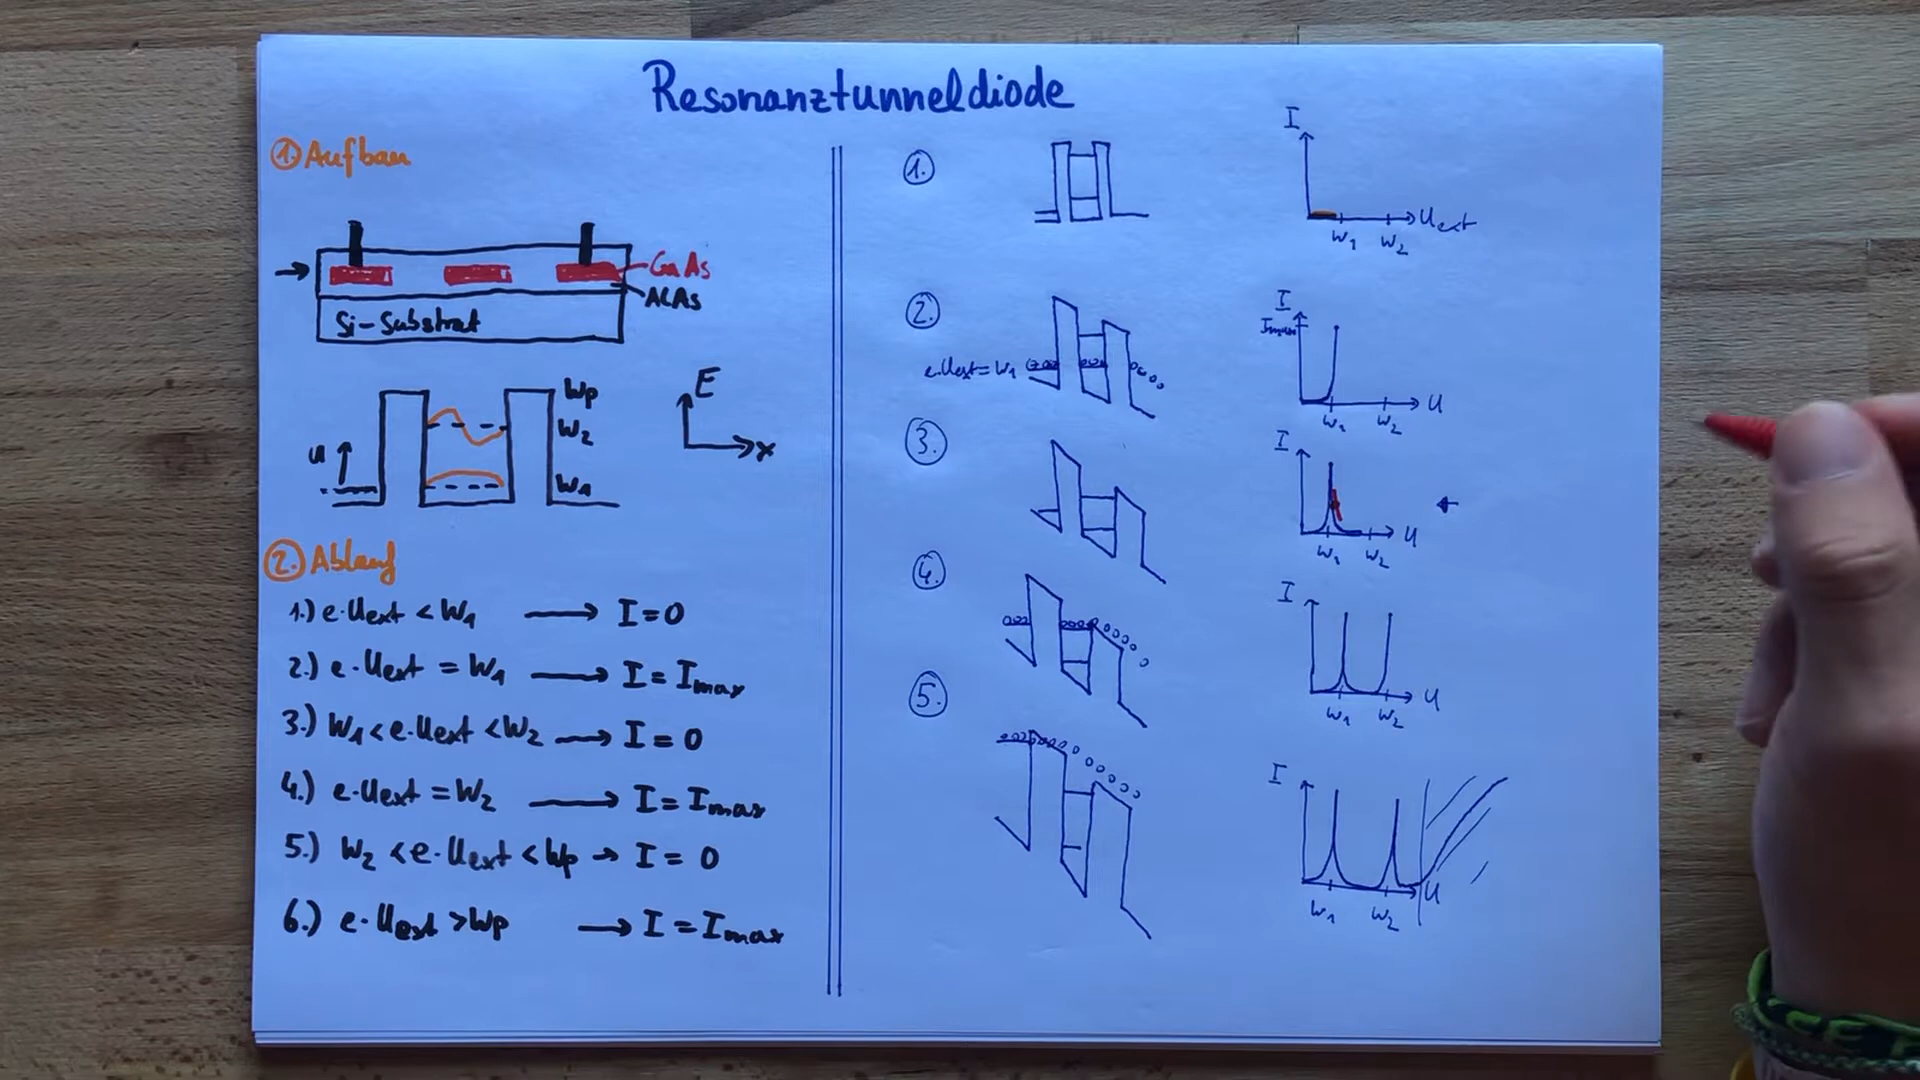 Resonanztunneldiode
① Aufbau
GaAs
AlAs
Si-Substrat
E
x
u
Wp
W2
W1
② Ablauf
1.) e·Uext < W1 → I = 0
2.) e·Uext = W1 → I = Imax
3.) W1 < e·Uext < W2 → I = 0
4.) e·Uext = W2 → I = Imax
5.) W2 < e·Uext < Wp → I = 0
6.) e·Uext > Wp → I = Imax
1.
I
Uext
W1 W2
2.
e·Uext = W1
I
Imax
U
W1 W2
3.
I
U
W1 W2
4.
I
U
W1 W2
5.
I
U
W1 W2